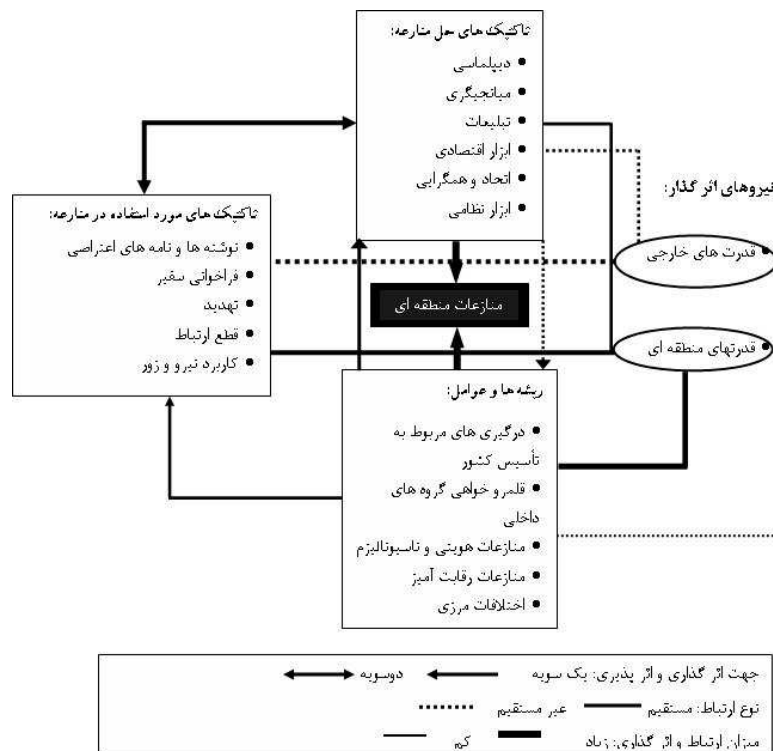 تاکتیک های حل منازعه:
• دیپلماسی
• میانجیگری
• تبلیغات
• ابزار اقتصادی
• اتحاد و همگرایی
• ابزار نظامی
نیروهای اثر گذار:
• قدرت های خارجی
• قدرتهای منطقه ای
تاکتیک های مورد استفاده در منازعه:
• نوشته ها و نامه های اعتراضی
• فراخوانی سفیر
• تهدید
• قطع ارتباط
• کاربرد نیرو و زور
منازعات منطقه ای
ریشه ها و عوامل:
• درگیری های مربوط به
تأسیس کشور
• قلمرو خواهی گروه های
داخلی
• منازعات هویتی و ناسیونالیزم
• منازعات رقابت آمیز
• اختلافات مرزی
جهت اثر گذاری و اثر پذیری: یک سویه دوسویه
نوع ارتباط: مستقیم غیر مستقیم
میزان ارتباط و اثر گذاری: زیاد کم